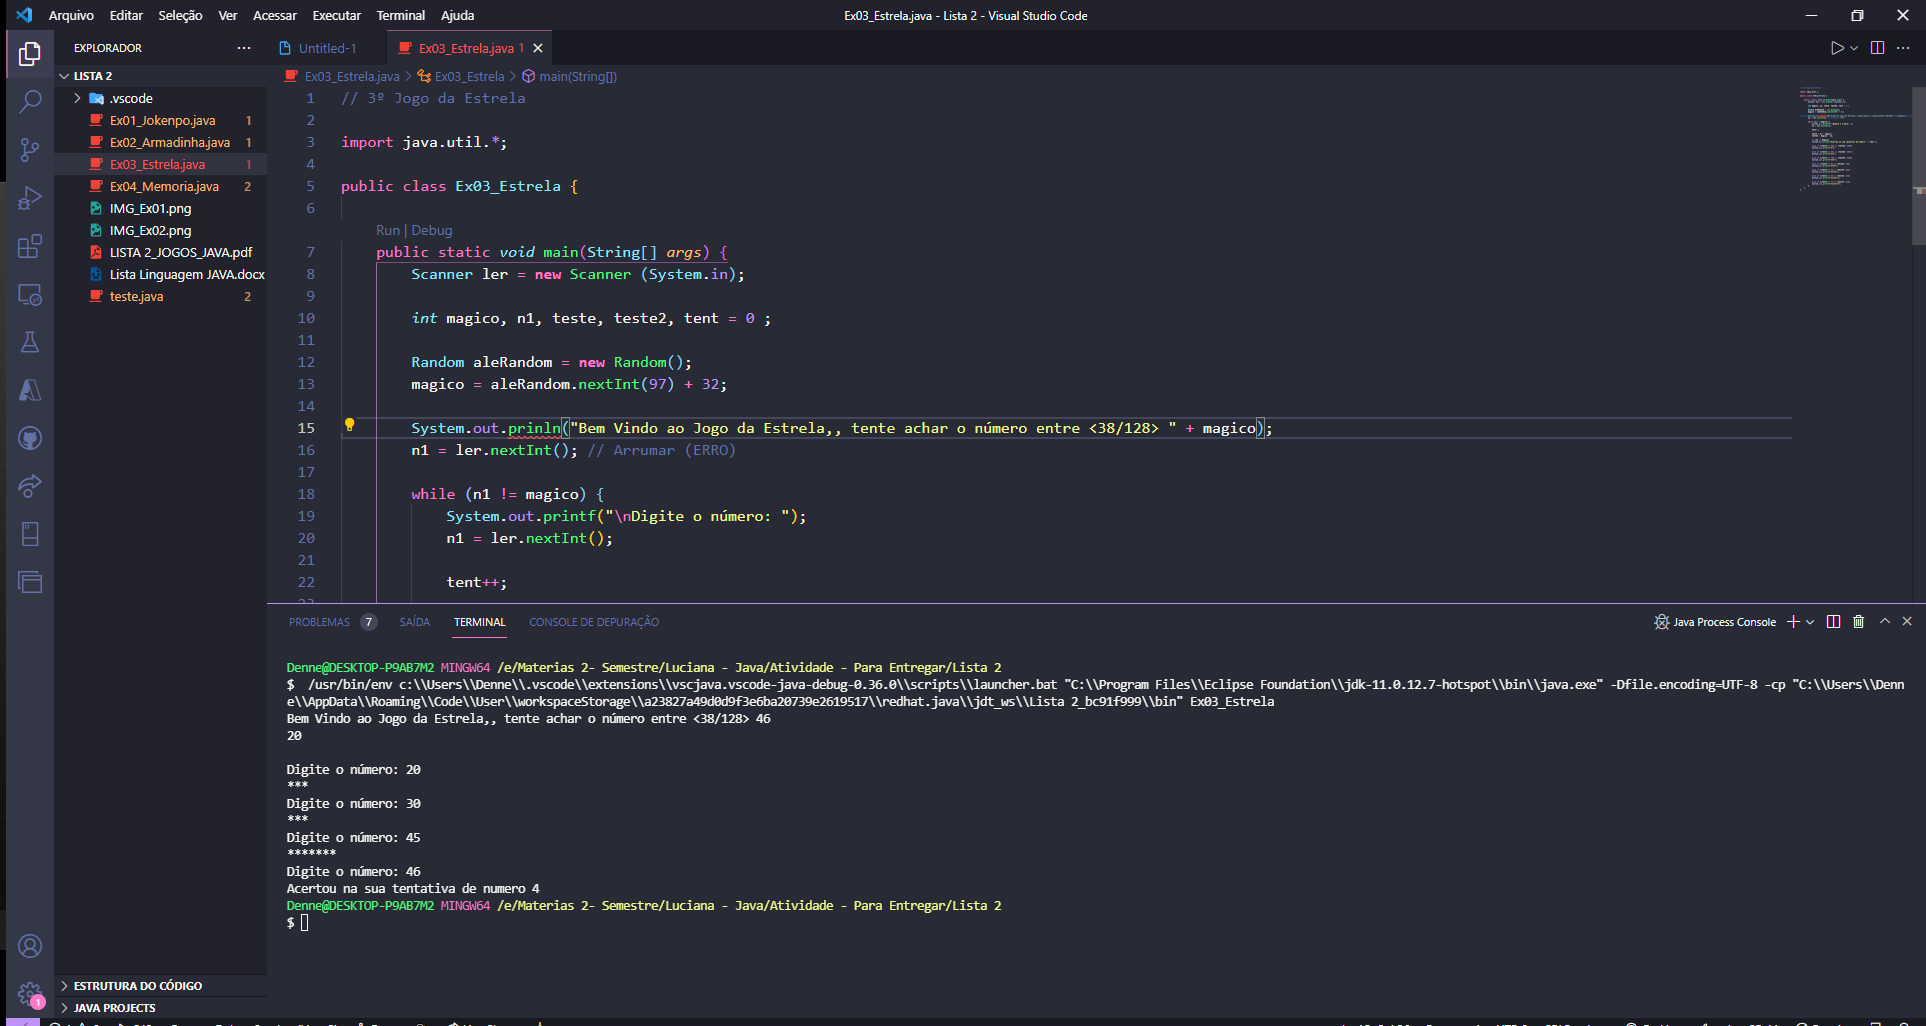 Arquivo Editar Seleção Ver Acessar Executar Terminal Ajuda
Ex03_Estrela.java - Lista 2 - Visual Studio Code
EXPLORADOR
Untitled-1
Ex03_Estrela.java 1
LISTA 2
.vscode
Ex01_Jokenpo.java 1
Ex02_Armadinha.java 1
Ex03_Estrela.java 1
Ex04_Memoria.java 2
IMG_Ex01.png
IMG_Ex02.png
LISTA 2_JOGOS_JAVA.pdf
Lista Linguagem JAVA.docx
teste.java 2
ESTRUTURA DO CÓDIGO
JAVA PROJECTS
1
Ex03_Estrela.java > Ex03_Estrela > main(String[])
1 // 3º Jogo da Estrela
2
3 import java.util.*;
4
5 public class Ex03_Estrela {
6
Run | Debug
7 public static void main(String[] args) {
8 Scanner ler = new Scanner (System.in);
9
10 int magico, n1, teste, teste2, tent = 0 ;
11
12 Random aleRandom = new Random();
13 magico = aleRandom.nextInt(97) + 32;
14
15 System.out.prinln("Bem Vindo ao Jogo da Estrela,, tente achar o número entre <38/128> " + magico);
16 n1 = ler.nextInt(); // Arrumar (ERRO)
17
18 while (n1 != magico) {
19 System.out.printf("\nDigite o número: ");
20 n1 = ler.nextInt();
21
22 tent++;
PROBLEMAS 7 SAÍDA TERMINAL CONSOLE DE DEPURAÇÃO
Java Process Console
Denne@DESKTOP-P9AB7M2 MINGW64 /e/Materias 2- Semestre/Luciana - Java/Atividade - Para Entregar/Lista 2
$ /usr/bin/env c:\\Users\\Denne\\.vscode\\extensions\\vscjava.vscode-java-debug-0.36.0\\scripts\\launcher.bat "C:\\Program Files\\Eclipse Foundation\\jdk-11.0.12.7-hotspot\\bin\\java.exe" -Dfile.encoding=UTF-8 -cp "C:\\Users\\Denn
e\\AppData\\Roaming\\Code\\User\\workspaceStorage\\a23827a49d0d9f3e6ba20739e2619517\\redhat.java\\jdt_ws\\Lista 2_bc91f999\\bin" Ex03_Estrela
Bem Vindo ao Jogo da Estrela,, tente achar o número entre <38/128> 46
20
Digite o número: 20
***
Digite o número: 30
***
Digite o número: 45
*******
Digite o número: 46
Acertou na sua tentativa de numero 4
Denne@DESKTOP-P9AB7M2 MINGW64 /e/Materias 2- Semestre/Luciana - Java/Atividade - Para Entregar/Lista 2
$